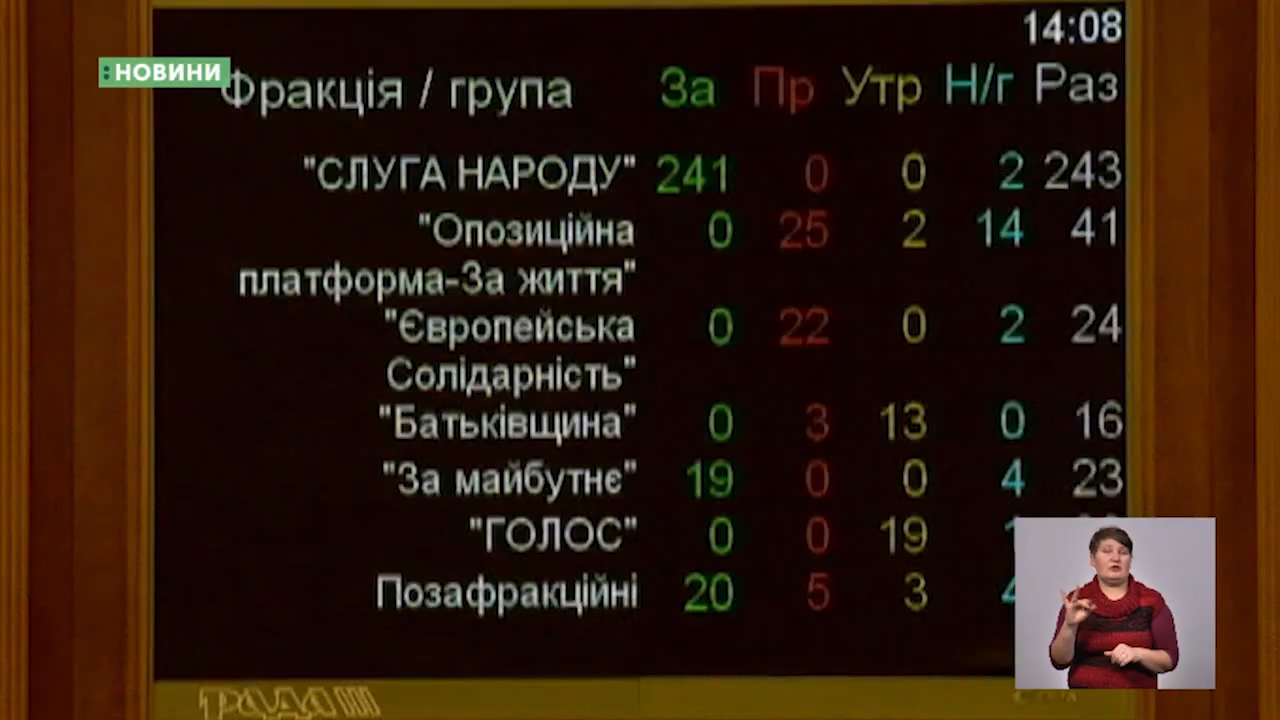 14:08
:НОВИНИ
Фракція / група За Пр Утр Н/г Раз
"СЛУГА НАРОДУ" 241 0 0 2 243
"Опозиційна 0 25 2 14 41
платформа-За життя"
"Європейська 0 22 0 2 24
Солідарність"
"Батьківщина" 0 3 13 0 16
"За майбутнє" 19 0 0 4 23
"ГОЛОС" 0 0 19
Позафракційні 20 5 3
РАДА III